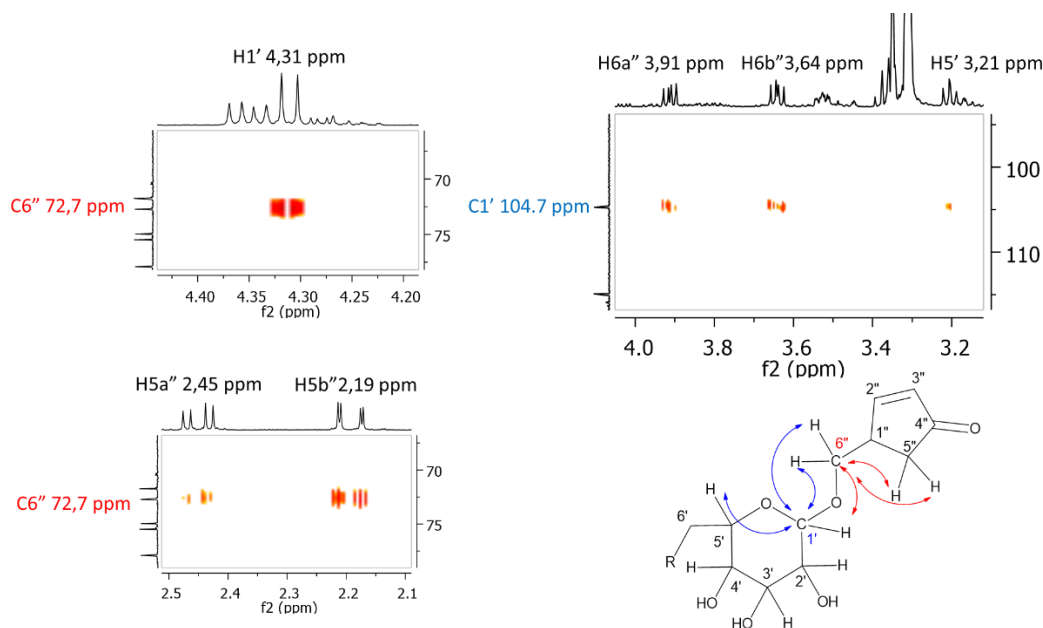 H1’ 4,31 ppm
C6” 72,7 ppm
70
75
4.40 4.35 4.30 4.25 4.20
f2 (ppm)
H6a” 3,91 ppm H6b”3,64 ppm H5’ 3,21 ppm
C1’ 104.7 ppm
100
110
4.0 3.8 3.6 3.4 3.2
f2 (ppm)
H5a” 2,45 ppm H5b”2,19 ppm
C6” 72,7 ppm
70
75
2.5 2.4 2.3 2.2 2.1
f2 (ppm)
3"
2"
H
6"
1"
4"
O
H
C
5"
H
O
H
H
6'
O
C
H
5'
1'
R
H
4'
3'
2'
H
HO
OH
HO
H